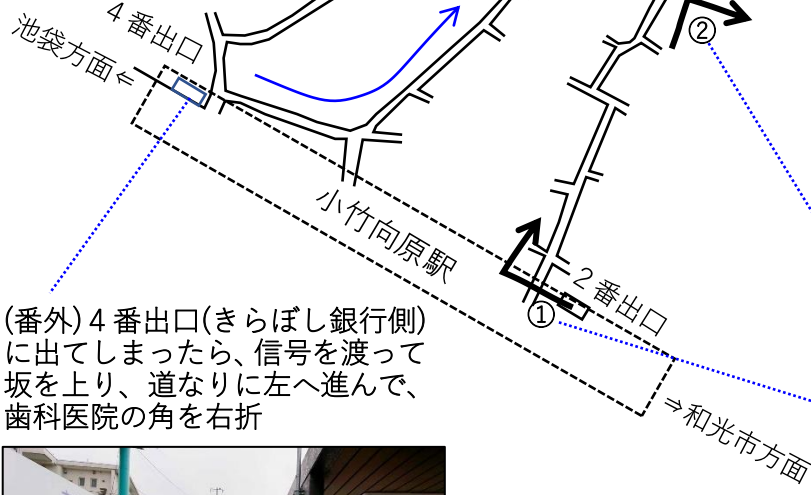 ４番出口
②
池袋方面⇐
小竹向原駅
２番出口
①
(番外)４番出口(きらぼし銀行側)
に出てしまったら、信号を渡って
坂を上り、道なりに左へ進んで、
歯科医院の角を右折
⇒和光市方面